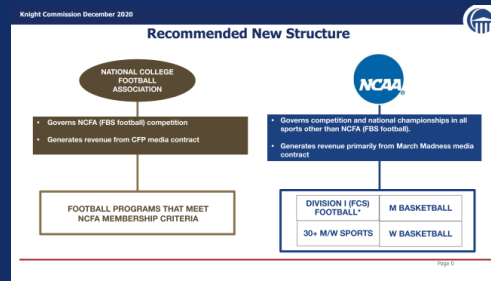 Knight Commission December 2020
Recommended New Structure
NATIONAL COLLEGE
FOOTBALL
ASSOCIATION
• Governs NCFA (FBS football) competition
• Generates revenue from CFP media contract
FOOTBALL PROGRAMS THAT MEET
NCFA MEMBERSHIP CRITERIA
NCAA
• Governs competition and national championships in all
sports other than NCFA (FBS football).
• Generates revenue primarily from March Madness media
contract
DIVISION I (FCS)
FOOTBALL*
M BASKETBALL
30+ M/W SPORTS
W BASKETBALL